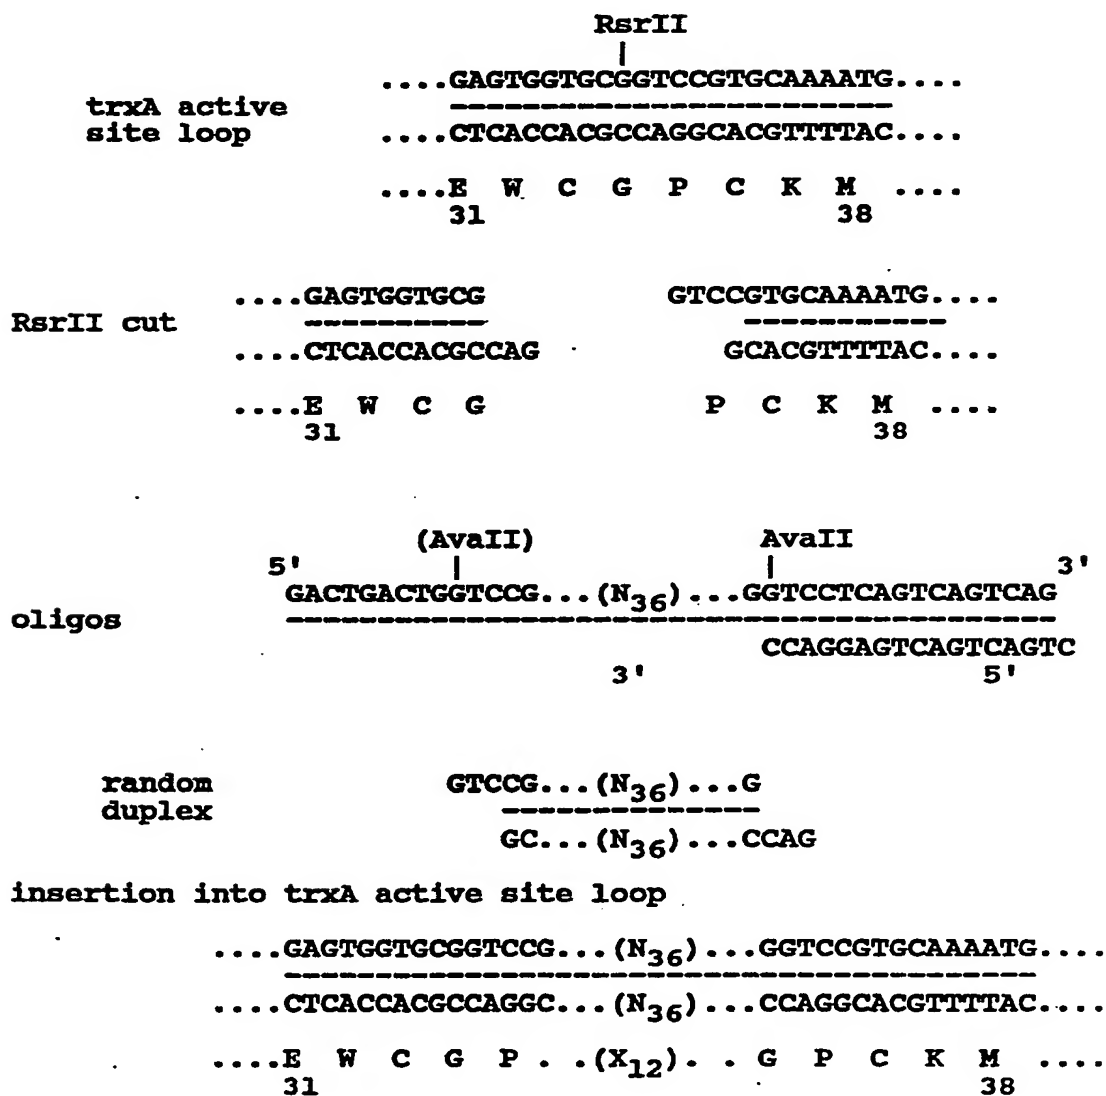 RsrII
....GAGTGGTGCGGTCCGTGCAAAATG....
trxA active
site loop
....CTCACCACGCCAGGCACGTTTTAC....
....E W C G P C K M ....
31 38
....GAGTGGTGCG GTCCGTGCAAAATG....
RsrII cut
....CTCACCACGCCAG GCACGTTTTAC....
....E W C G P C K M ....
31 38
(AvaII) AvaII
5' 3'
GACTGACTGGTCCG...(N36)...GGTCCTCAGTCAGTCAG
oligos
CCAGGAGTCAGTCAGTC
3' 5'
random
duplex
GTCCG...(N36)...G
GC...(N36)...CCAG
insertion into trxA active site loop
....GAGTGGTGCGGTCCG...(N36)...GGTCCGTGCAAAATG....
....CTCACCACGCCAGGC...(N36)...CCAGGCACGTTTTAC....
....E W C G P . .(X12). . G P C K M ....
31 38